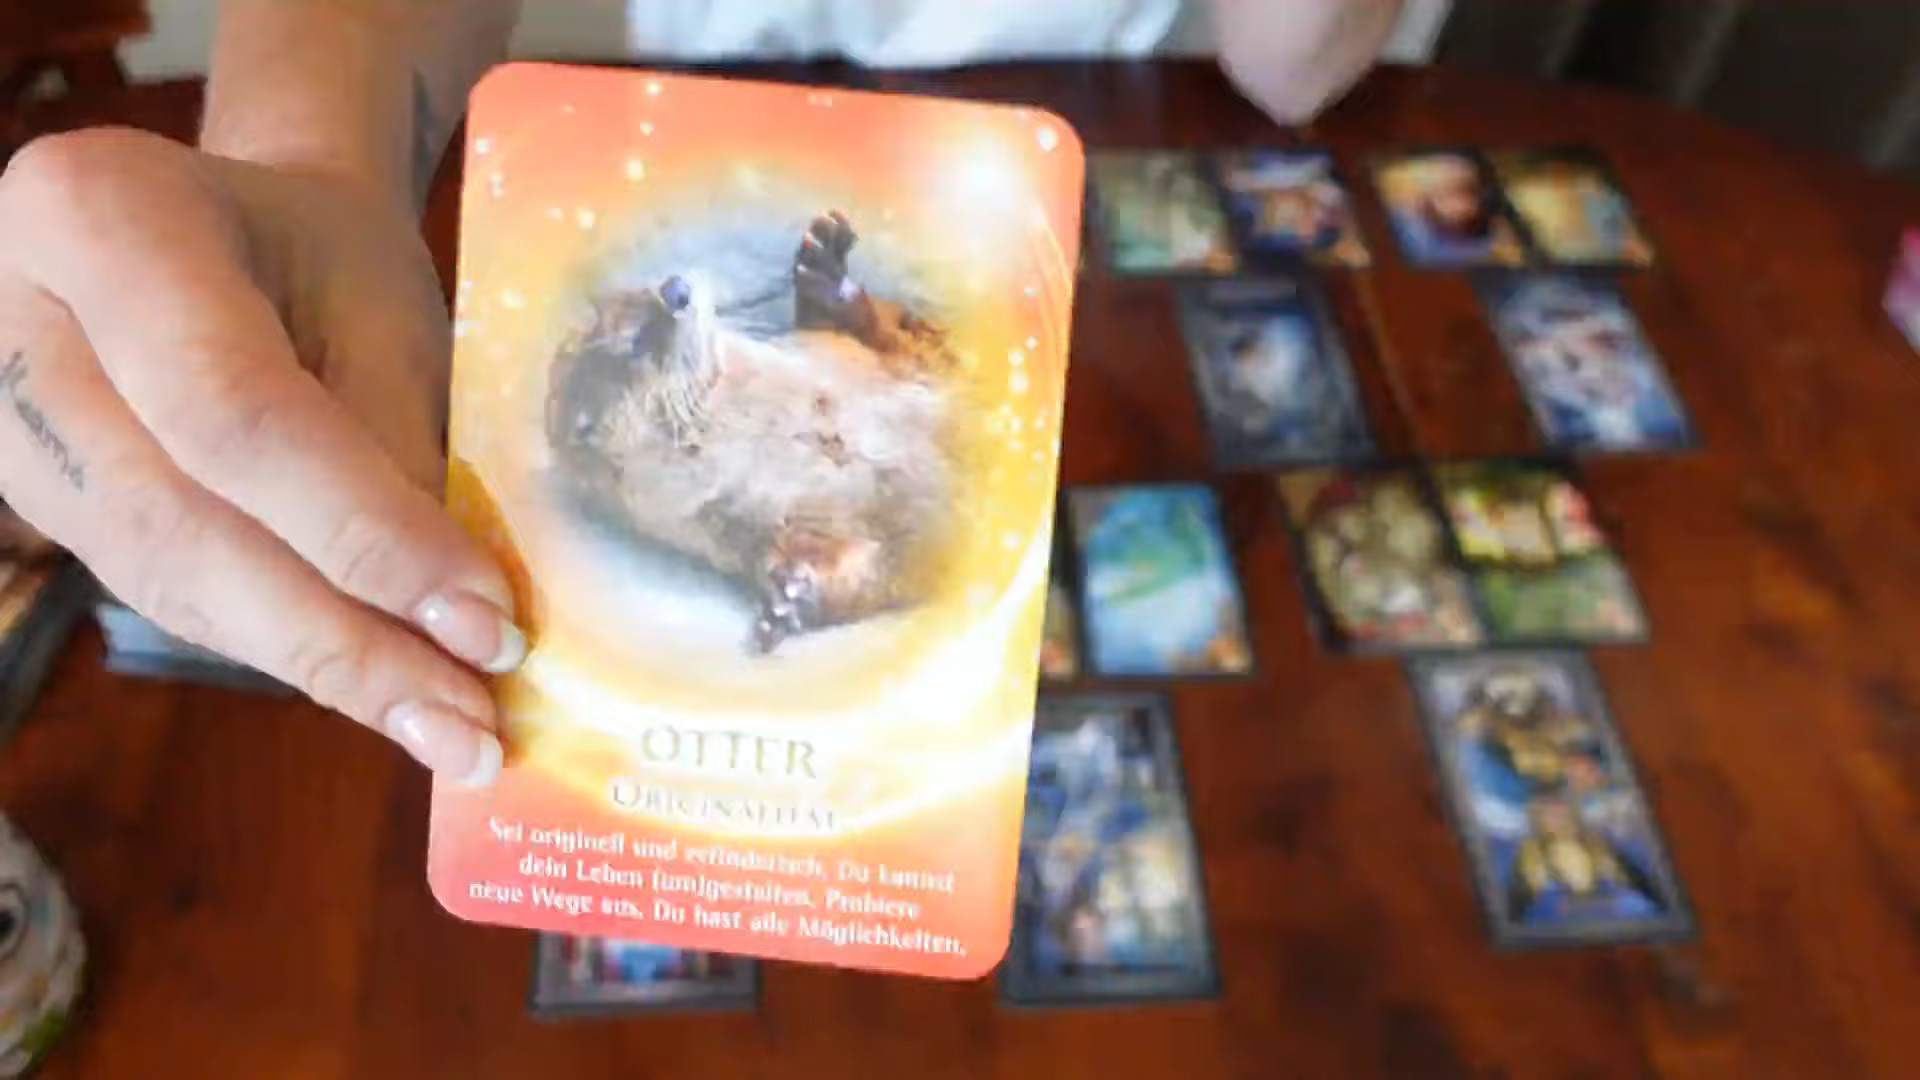 OTTER
ORIGINALITÄT
Sei originell und erfinderisch. Du kannst
dein Leben (um)gestalten. Probiere
neue Wege aus. Du hast alle Möglichkeiten.